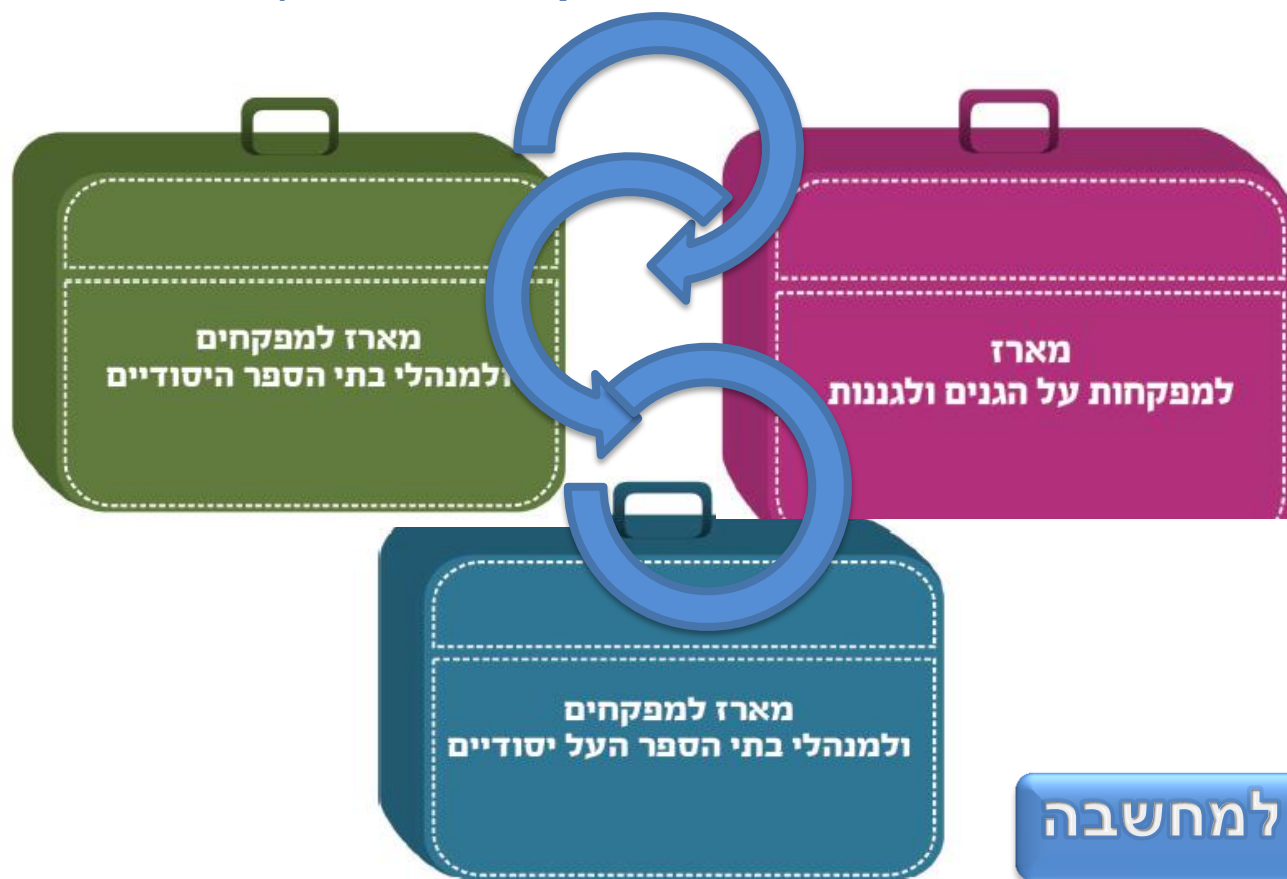 מארז
למפקחות על הגנים ולגננות
מארז למפקחים
ולמנהלי בתי הספר היסודיים
מארז למפקחים
ולמנהלי בתי הספר העל יסודיים
למחשבה